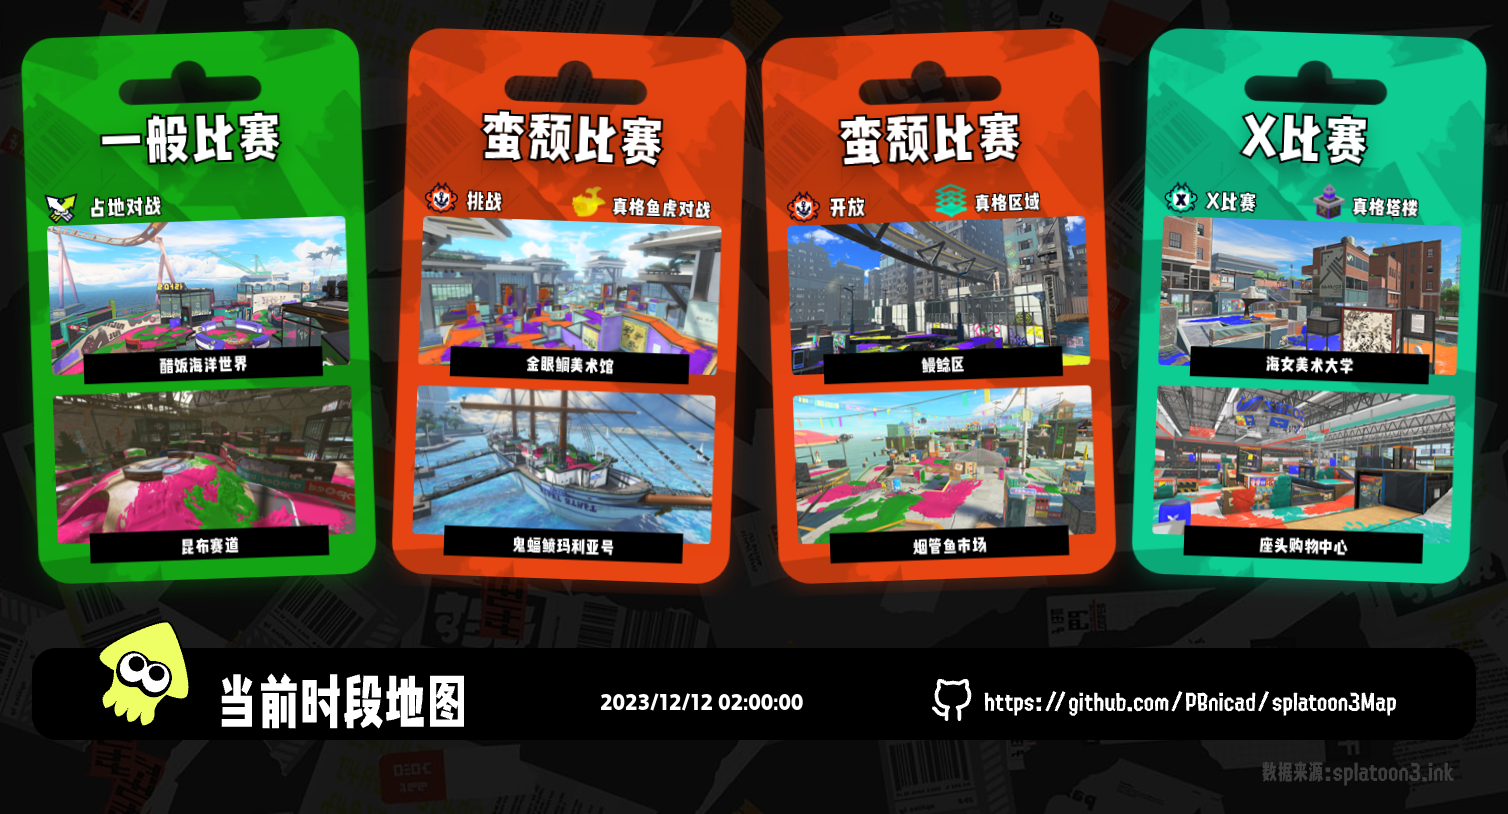 一般比赛
占地对战
醋饭海洋世界
昆布赛道
蛮颓比赛
挑战
真格鱼虎对战
金眼鲷美术馆
鬼蝠鲼玛利亚号
蛮颓比赛
开放
真格区域
鳗鲶区
烟管鱼市场
X比赛
X比赛
真格塔楼
海女美术大学
座头购物中心
当前时段地图
2023/12/12 02:00:00
https://github.com/PBnicad/splatoon3Map
数据来源:splatoon3.ink